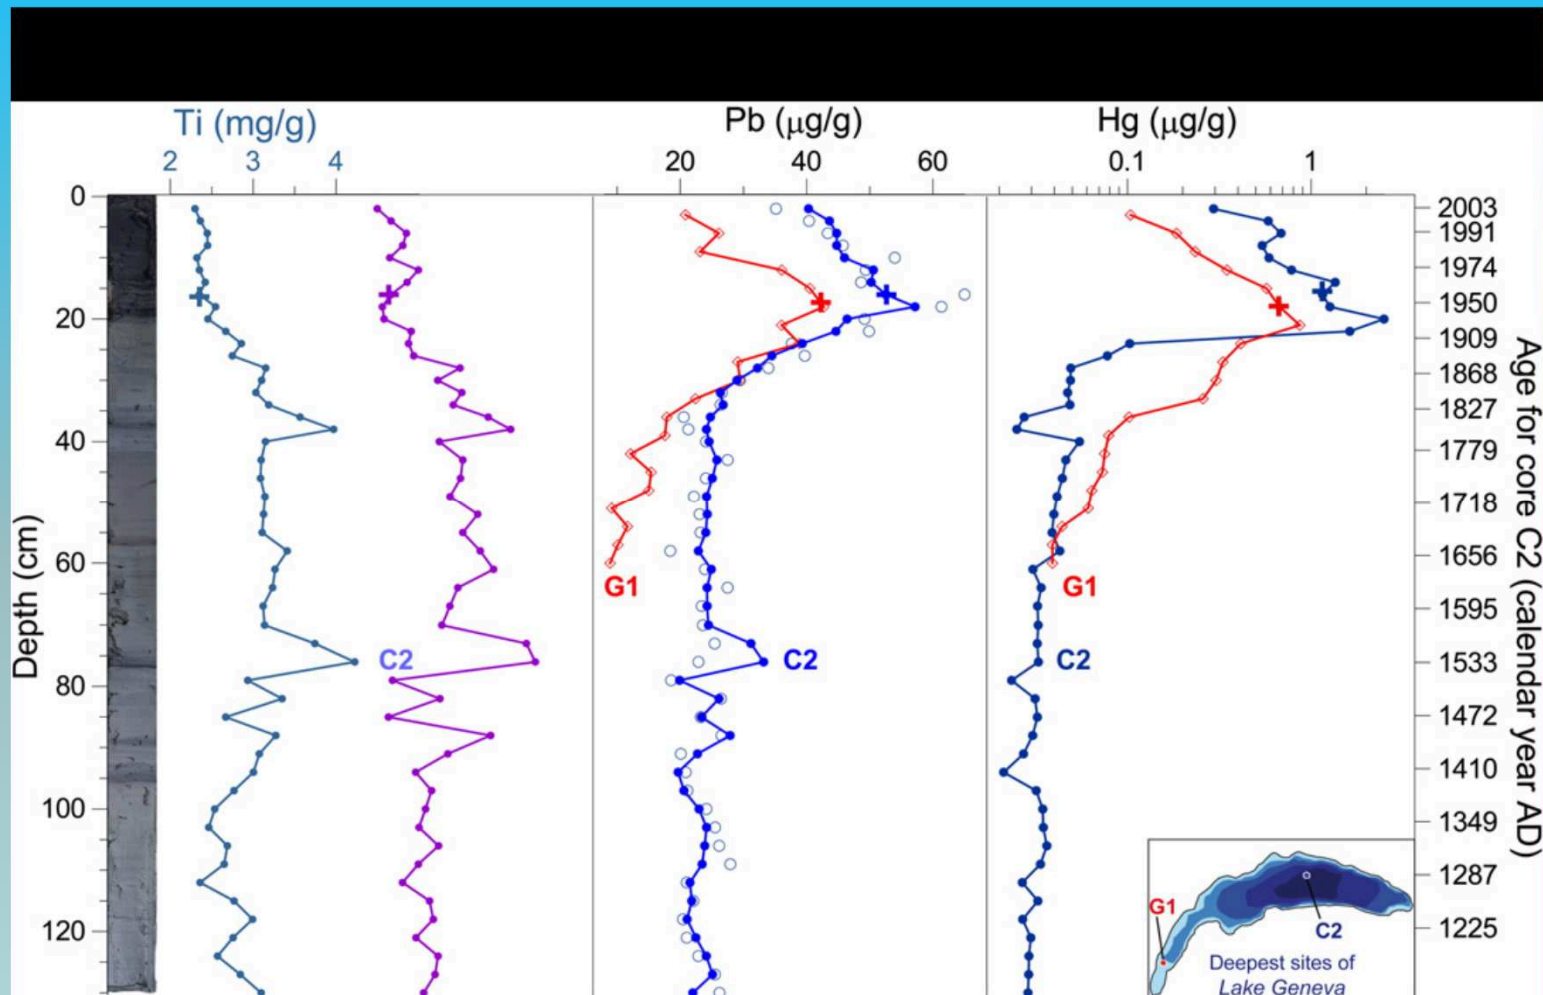 Ti (mg/g)
Pb (μg/g)
Hg (μg/g)
2 3 4
20 40 60
0.1 1
Depth (cm)
0
20
40
60
80
100
120
Age for core C2 (calendar year AD)
2003
1991
1974
1950
1909
1868
1827
1779
1718
1656
1595
1533
1472
1410
1349
1287
1225
G1
G1
C2
C2
C2
G1
C2
Deepest sites of
Lake Geneva